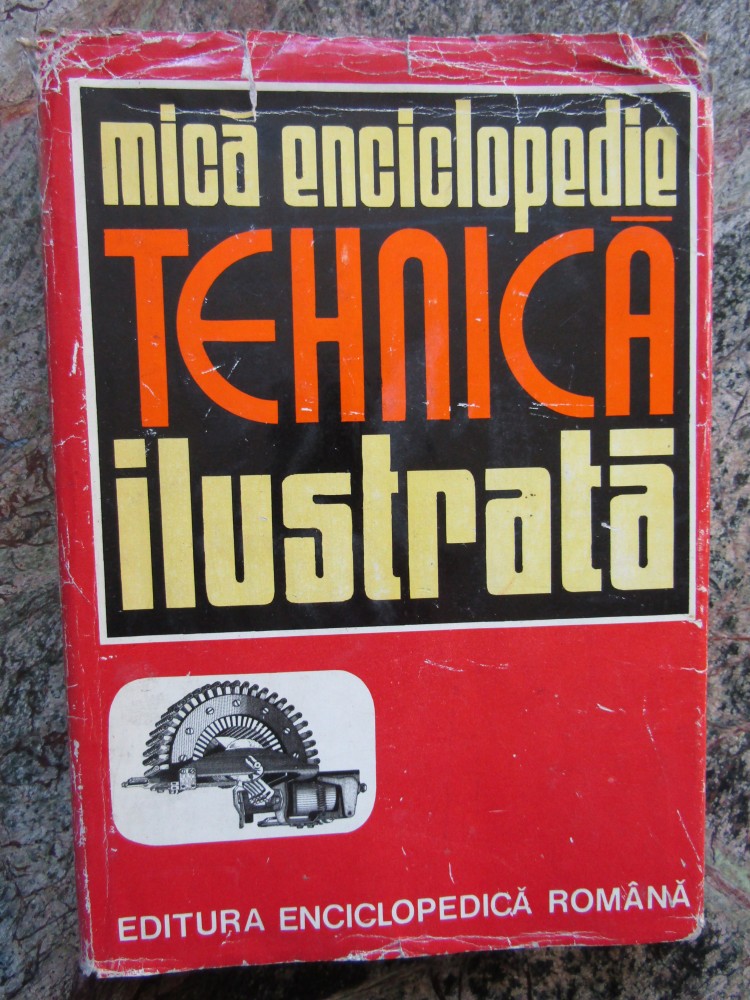 mică enciclopedie
TEHNICĂ
ilustrată
EDITURA ENCICLOPEDICĂ ROMÂNĂ